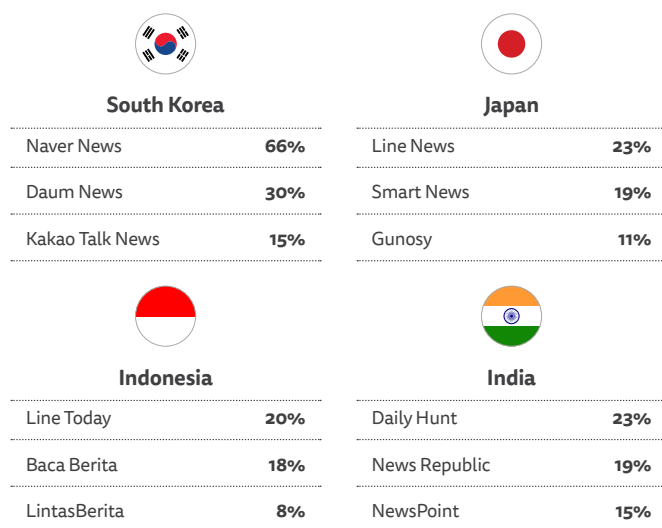 South Korea
Naver News 66%
Daum News 30%
Kakao Talk News 15%
Japan
Line News 23%
Smart News 19%
Gunosy 11%
Indonesia
Line Today 20%
Baca Berita 18%
LintasBerita 8%
India
Daily Hunt 23%
News Republic 19%
NewsPoint 15%